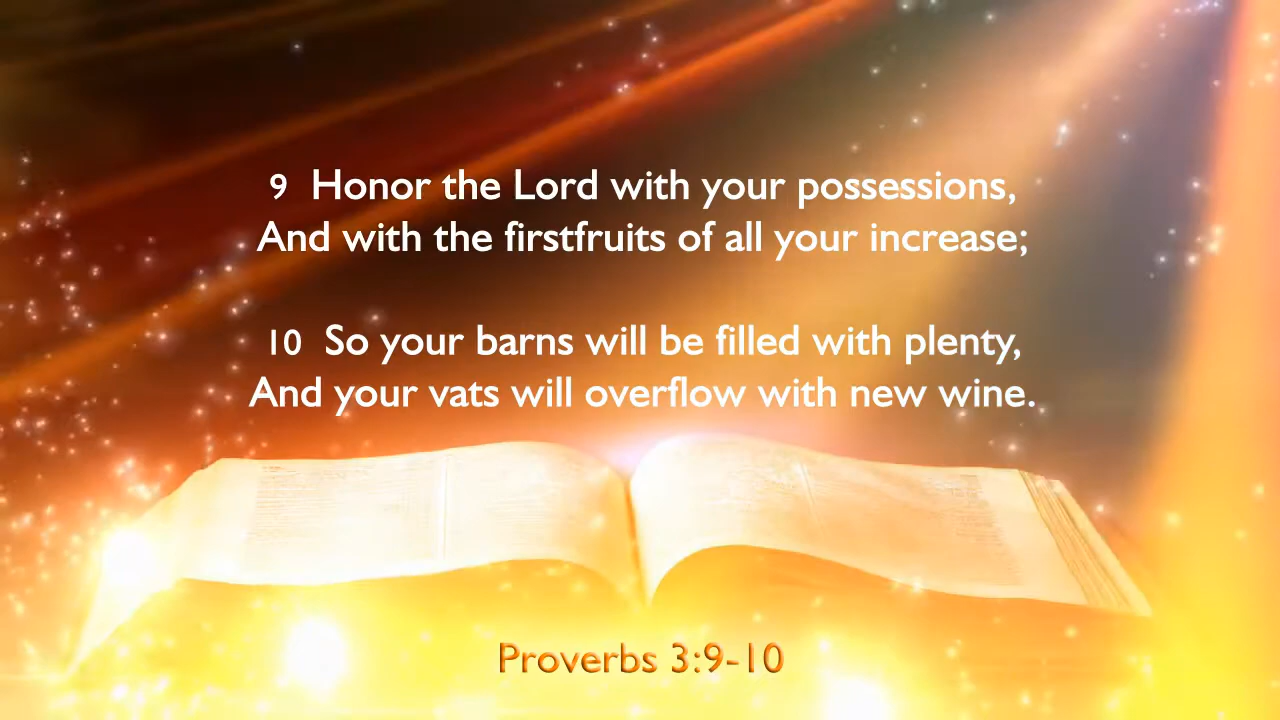 9 Honor the Lord with your possessions,
And with the firstfruits of all your increase;
10 So your barns will be filled with plenty,
And your vats will overflow with new wine.
Proverbs 3:9-10